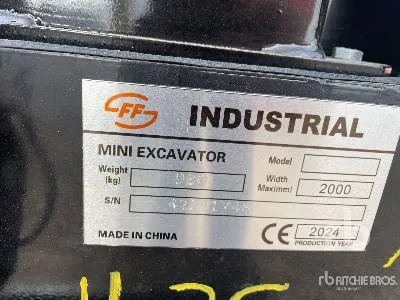 FF INDUSTRIAL
MINI EXCAVATOR
Model
Weight (kg)
Width Max(mm) 2000
S/N
MADE IN CHINA CE 2024
PRODUCTION YEAR
rb RITCHIE BROS